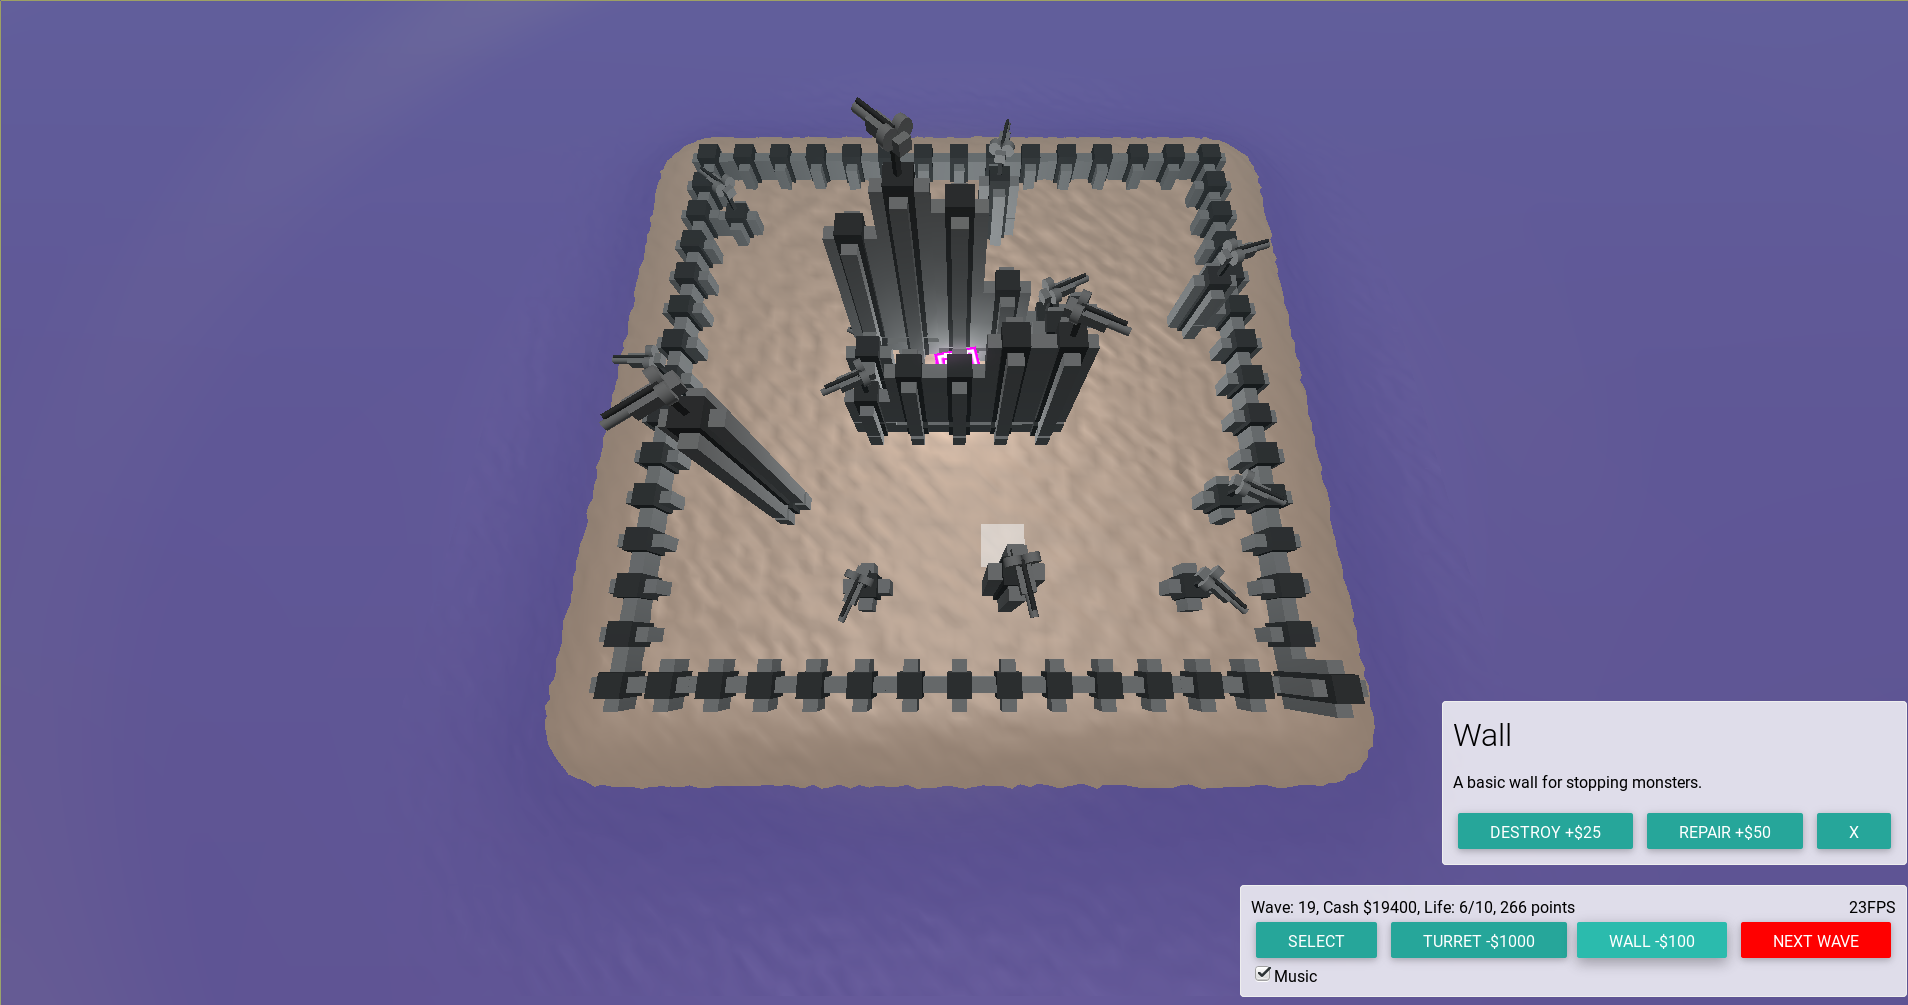 Wall
A basic wall for stopping monsters.
DESTROY +$25 REPAIR +$50 X
Wave: 19, Cash $19400, Life: 6/10, 266 points 23FPS
SELECT TURRET -$1000 WALL -$100 NEXT WAVE
Music